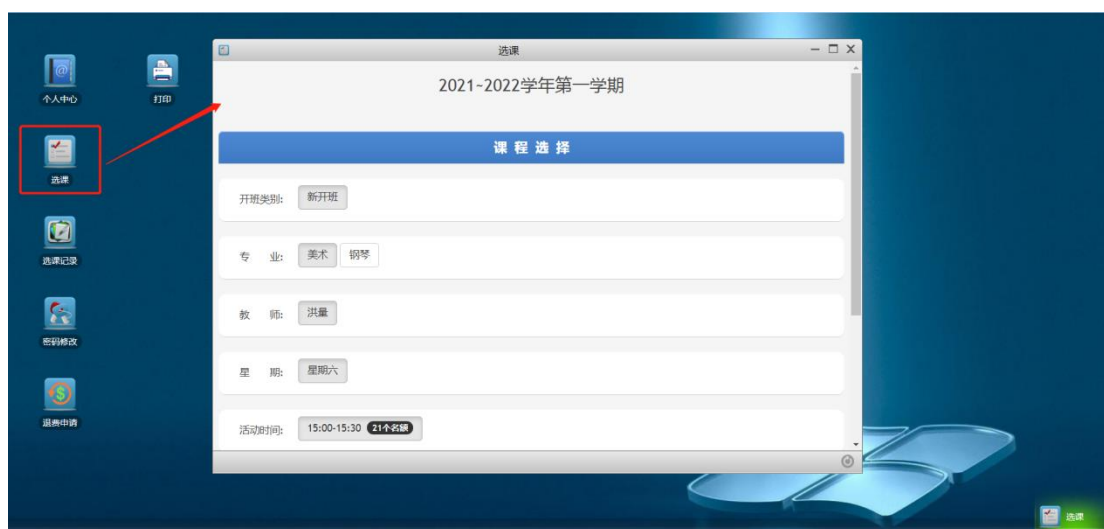 个人中心
打印
选课
选课记录
密码修改
退费申请
选课
2021~2022学年第一学期
课程选择
开班类别: 新开班
专 业: 美术 钢琴
教 师: 洪量
星 期: 星期六
活动时间: 15:00-15:30 21个名额
选课